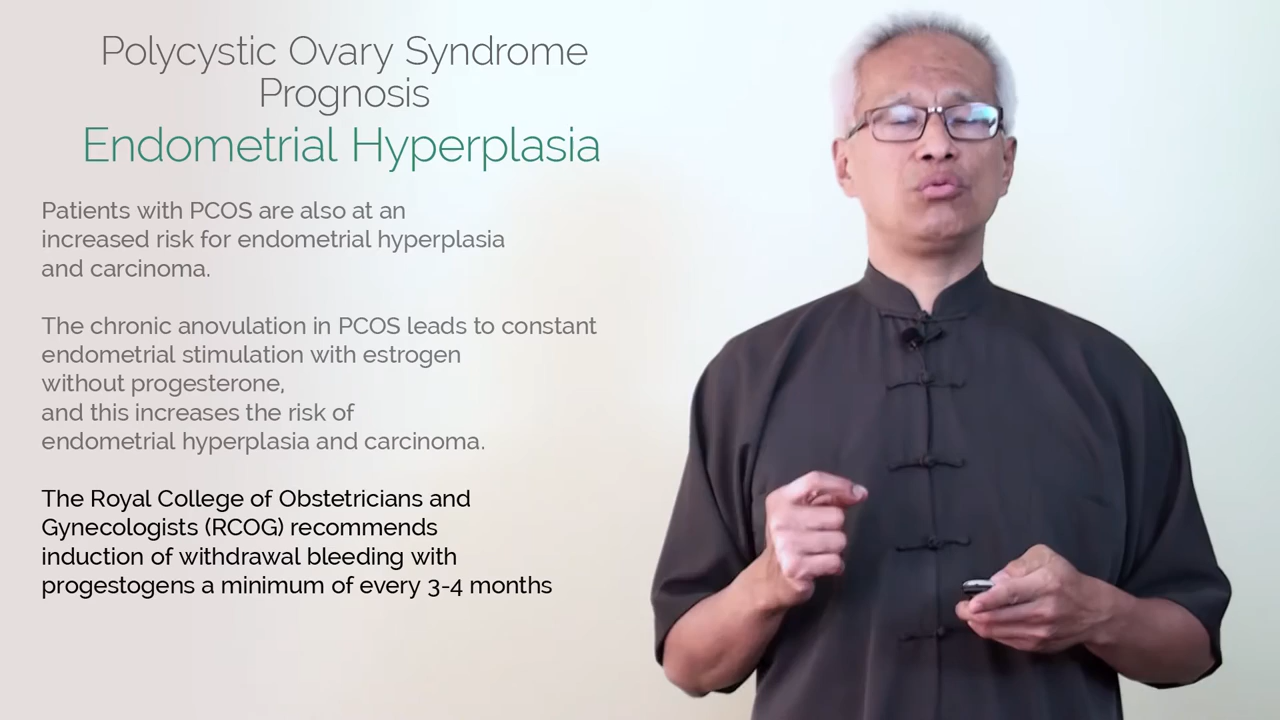 Polycystic Ovary Syndrome
Prognosis
Endometrial Hyperplasia
Patients with PCOS are also at an
increased risk for endometrial hyperplasia
and carcinoma.
The chronic anovulation in PCOS leads to constant
endometrial stimulation with estrogen
without progesterone,
and this increases the risk of
endometrial hyperplasia and carcinoma.
The Royal College of Obstetricians and
Gynecologists (RCOG) recommends
induction of withdrawal bleeding with
progestogens a minimum of every 3-4 months